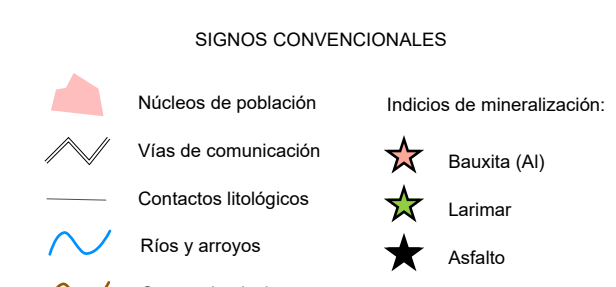 SIGNOS CONVENCIONALES
Núcleos de población
Vías de comunicación
Contactos litológicos
Ríos y arroyos
Indicios de mineralización:
Bauxita (Al)
Larimar
Asfalto